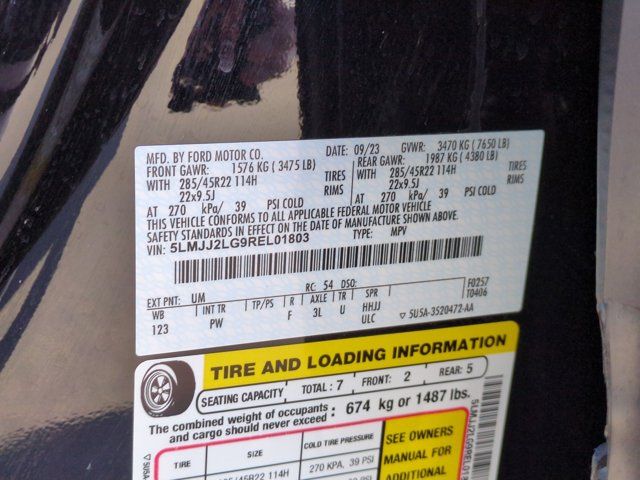 MFD. BY FORD MOTOR CO. DATE: 09/23 GVWR: 3470 KG ( 7650 LB)
FRONT GAWR: 1576 KG ( 3475 LB) REAR GAWR: 1987 KG ( 4380 LB)
WITH 285/45R22 114H TIRES WITH 285/45R22 114H TIRES
22x9.5J RIMS 22x9.5J RIMS
AT 270 kPa/ 39 PSI COLD AT 270 kPa/ 39 PSI COLD
THIS VEHICLE CONFORMS TO ALL APPLICABLE FEDERAL MOTOR VEHICLE
SAFETY STANDARDS IN EFFECT ON THE DATE OF MANUFACTURE SHOWN ABOVE.
VIN: 5LMJJ2LG9REL01803 TYPE: MPV
EXT PNT: UM RC: 54 DSO: F0257
T0406
WB INT TR TP/PS R AXLE TR SPR
123 PW F 3L U HHJJ
ULC ▽ 5U5A-3520472-AA
TIRE AND LOADING INFORMATION
SEATING CAPACITY TOTAL : 7 FRONT: 2 REAR: 5
The combined weight of occupants
and cargo should never exceed : 674 kg or 1487 lbs.
TIRE SIZE COLD TIRE PRESSURE
SEE OWNERS
MANUAL FOR
ADDITIONAL
285/45R22 114H 270 KPA, 39 PSI